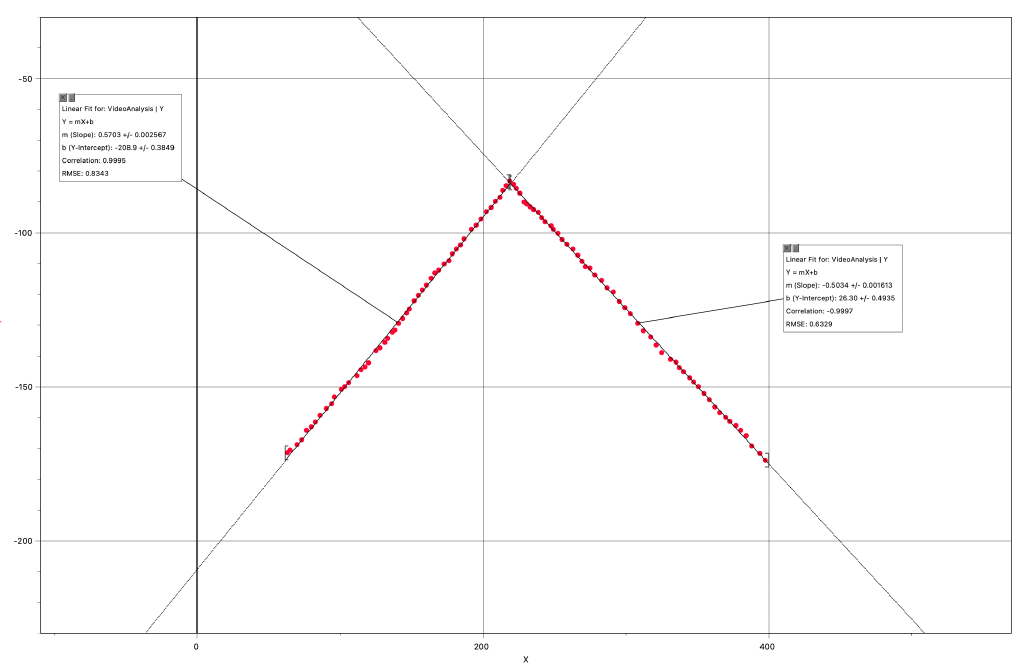 -50
Linear Fit for: VideoAnalysis | Y
Y = mX+b
m (Slope): 0.5703 +/- 0.002567
b (Y-Intercept): -208.9 +/- 0.3849
Correlation: 0.9995
RMSE: 0.8343
-100
Linear Fit for: VideoAnalysis | Y
Y = mX+b
m (Slope): -0.5034 +/- 0.001613
b (Y-Intercept): 26.30 +/- 0.4935
Correlation: -0.9997
RMSE: 0.6329
-150
-200
0
200
400
X